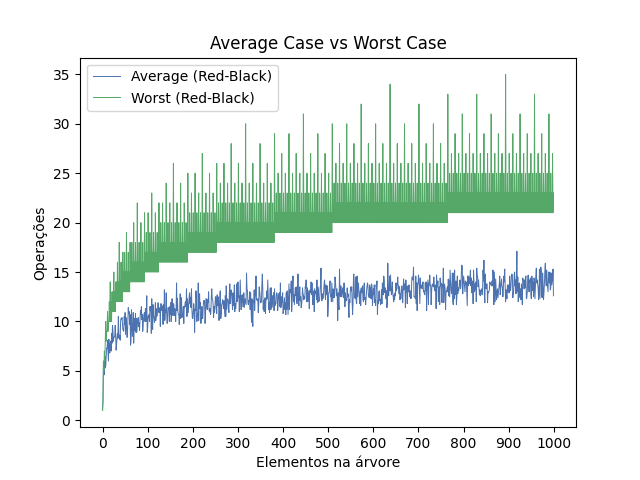 Average Case vs Worst Case
Average (Red-Black)
Worst (Red-Black)
Operações
35
30
25
20
15
10
5
0
0 100 200 300 400 500 600 700 800 900 1000
Elementos na árvore